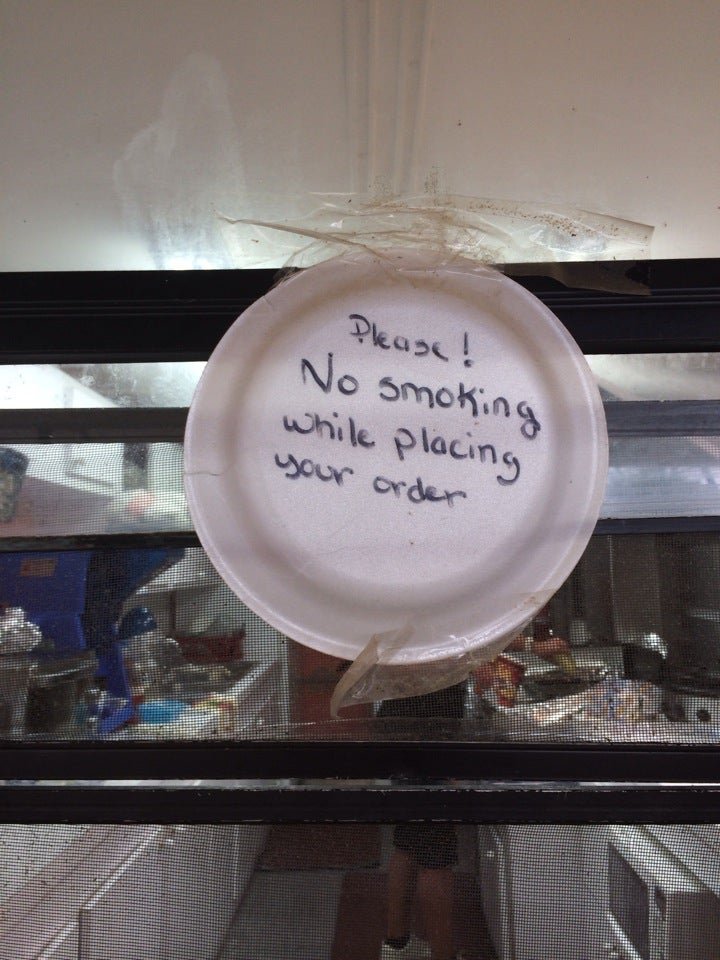 Please!
No smoking
while placing
your order